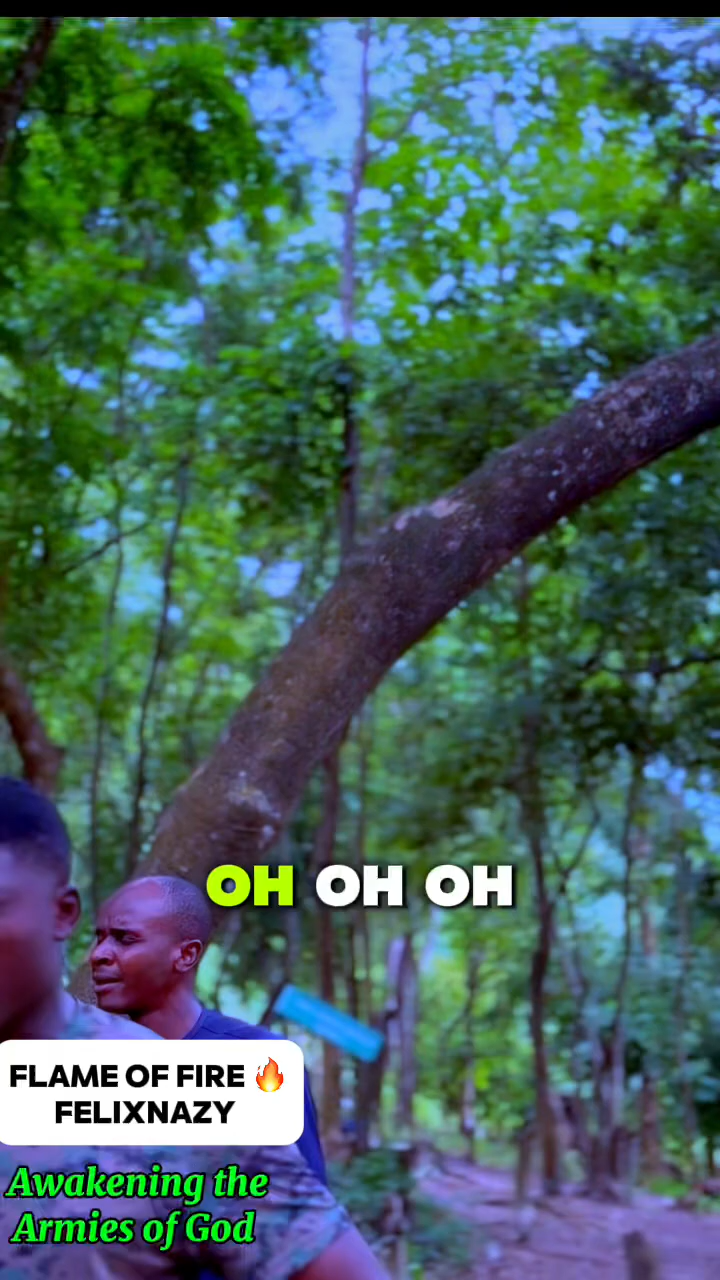 OH OH OH
FLAME OF FIRE 🔥
FELIXNAZY
Awakening the
Armies of God